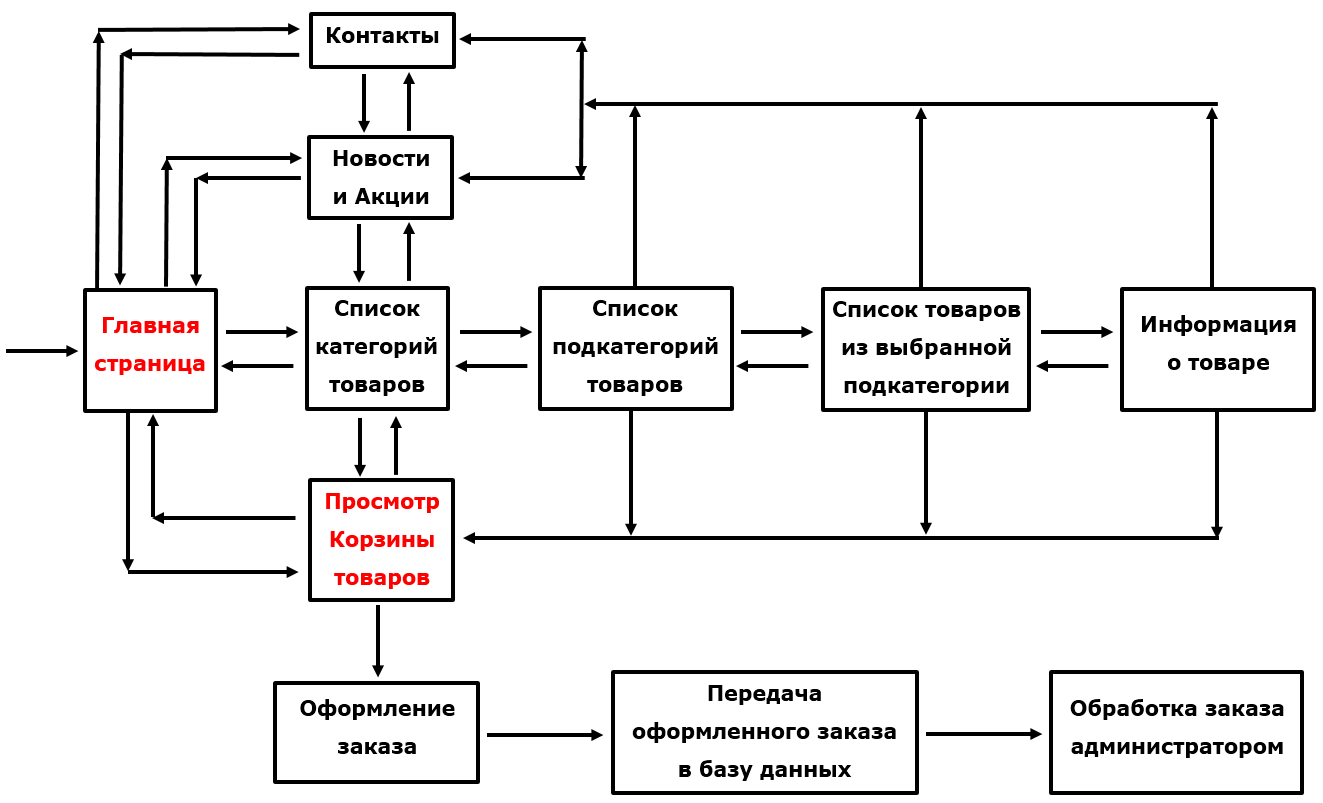 Контакты
Новости
и Акции
Главная
страница
Список
категорий
товаров
Список
подкатегорий
товаров
Список товаров
из выбранной
подкатегории
Информация
о товаре
Просмотр
Корзины
товаров
Оформление
заказа
Передача
оформленного заказа
в базу данных
Обработка заказа
администратором